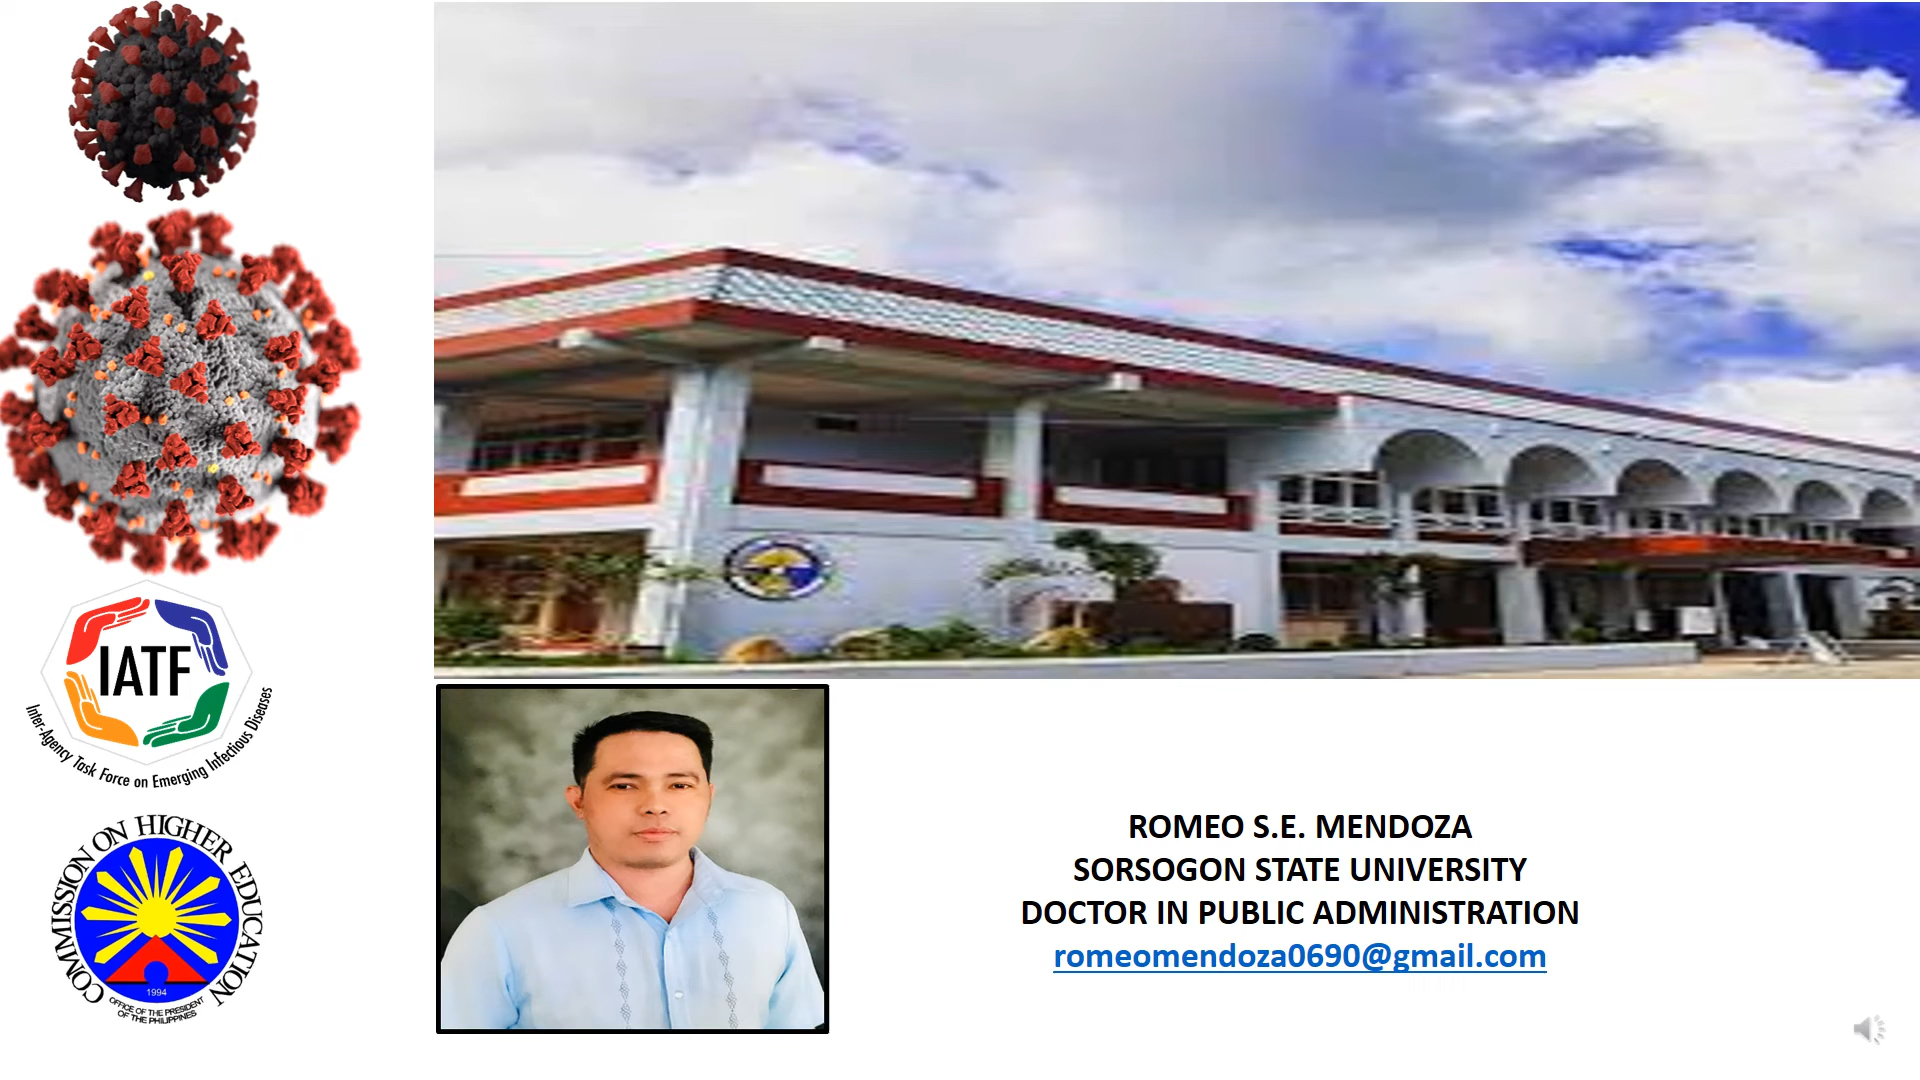 IATF
Inter-Agency Task Force on Emerging Infectious Diseases
COMMISSION ON HIGHER EDUCATION
1994
OFFICE OF THE PRESIDENT
OF THE PHILIPPINES
ROMEO S.E. MENDOZA
SORSOGON STATE UNIVERSITY
DOCTOR IN PUBLIC ADMINISTRATION
romeomendoza0690@gmail.com